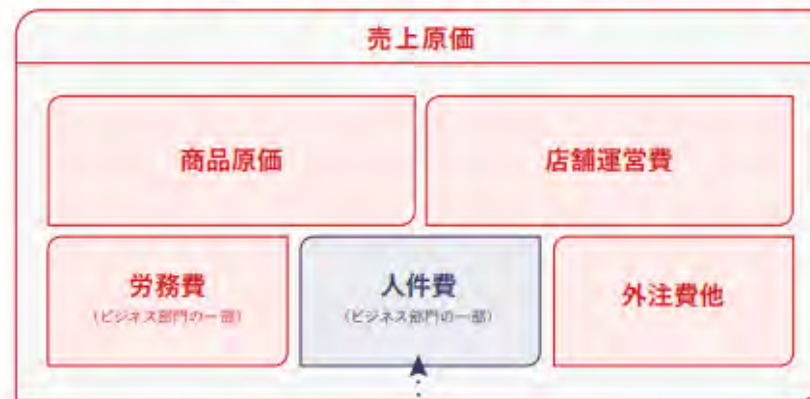 売上原価
商品原価
店舗運営費
労務費
(ビジネス部門の一部)
人件費
(ビジネス部門の一部)
外注費他